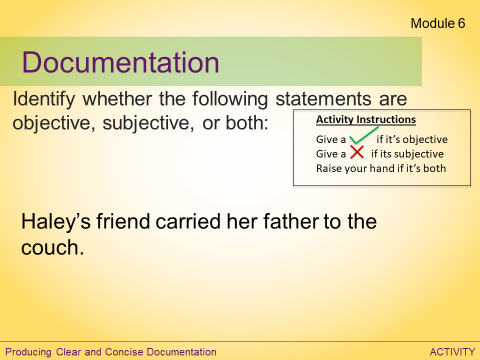 Module 6
Documentation
Identify whether the following statements are
objective, subjective, or both:
Activity Instructions
Give a if it's objective
Give a if its subjective
Raise your hand if it's both
Haley's friend carried her father to the
couch.
Producing Clear and Concise Documentation
ACTIVITY